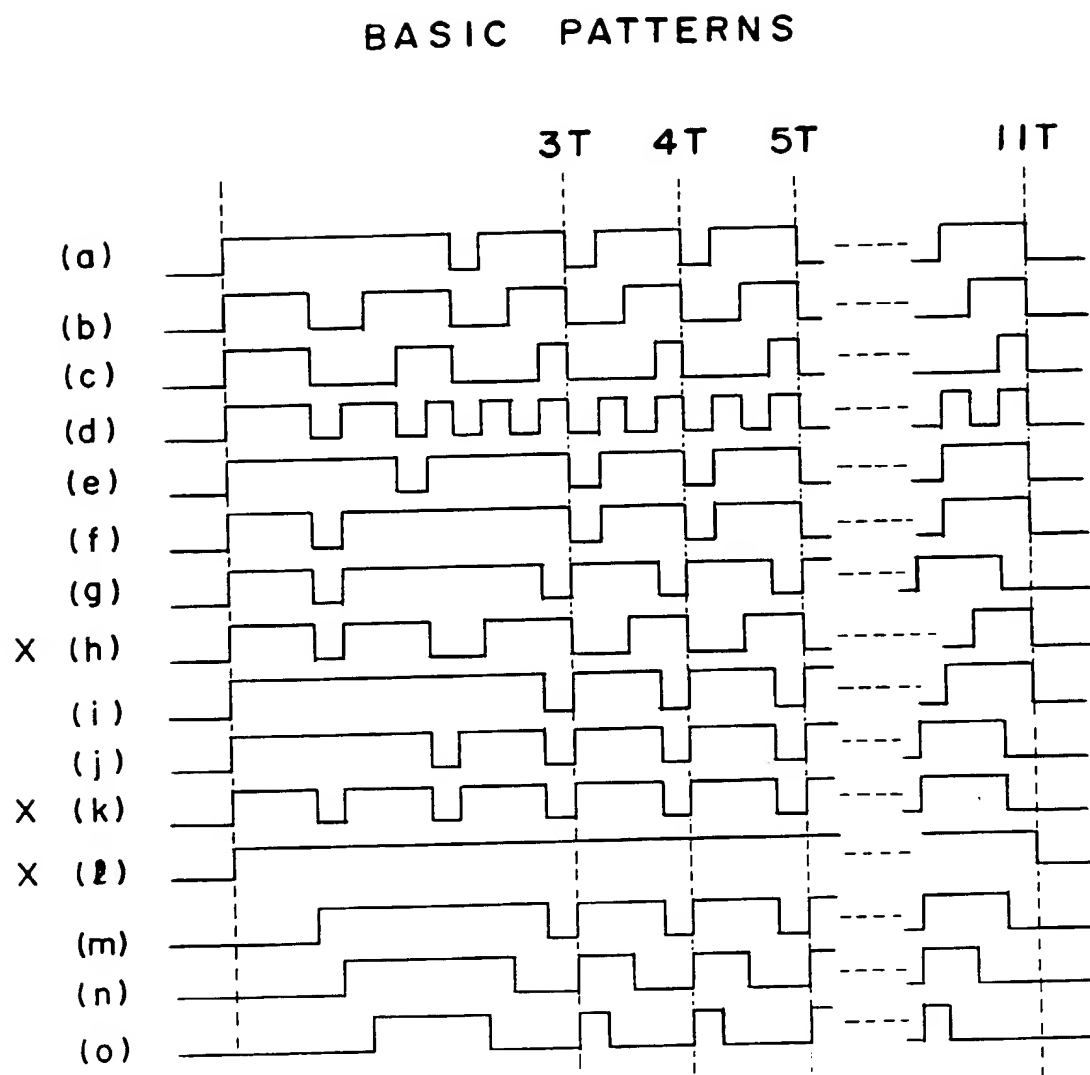 BASIC PATTERNS
3T 4T 5T 11T
(a)
(b)
(c)
(d)
(e)
(f)
(g)
X (h)
(i)
(j)
X (k)
X (ℓ)
(m)
(n)
(o)